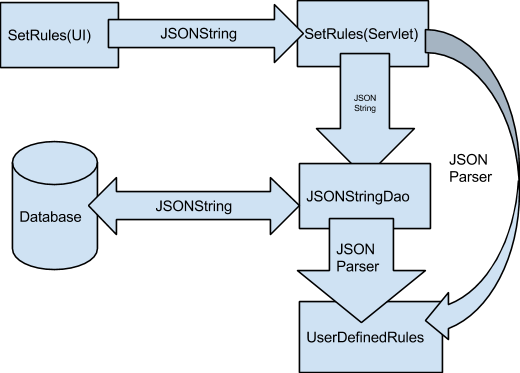 SetRules(UI)
JSONString
SetRules(Servlet)
JSON
String
JSON
Parser
Database
JSONString
JSONStringDao
JSON
Parser
UserDefinedRules